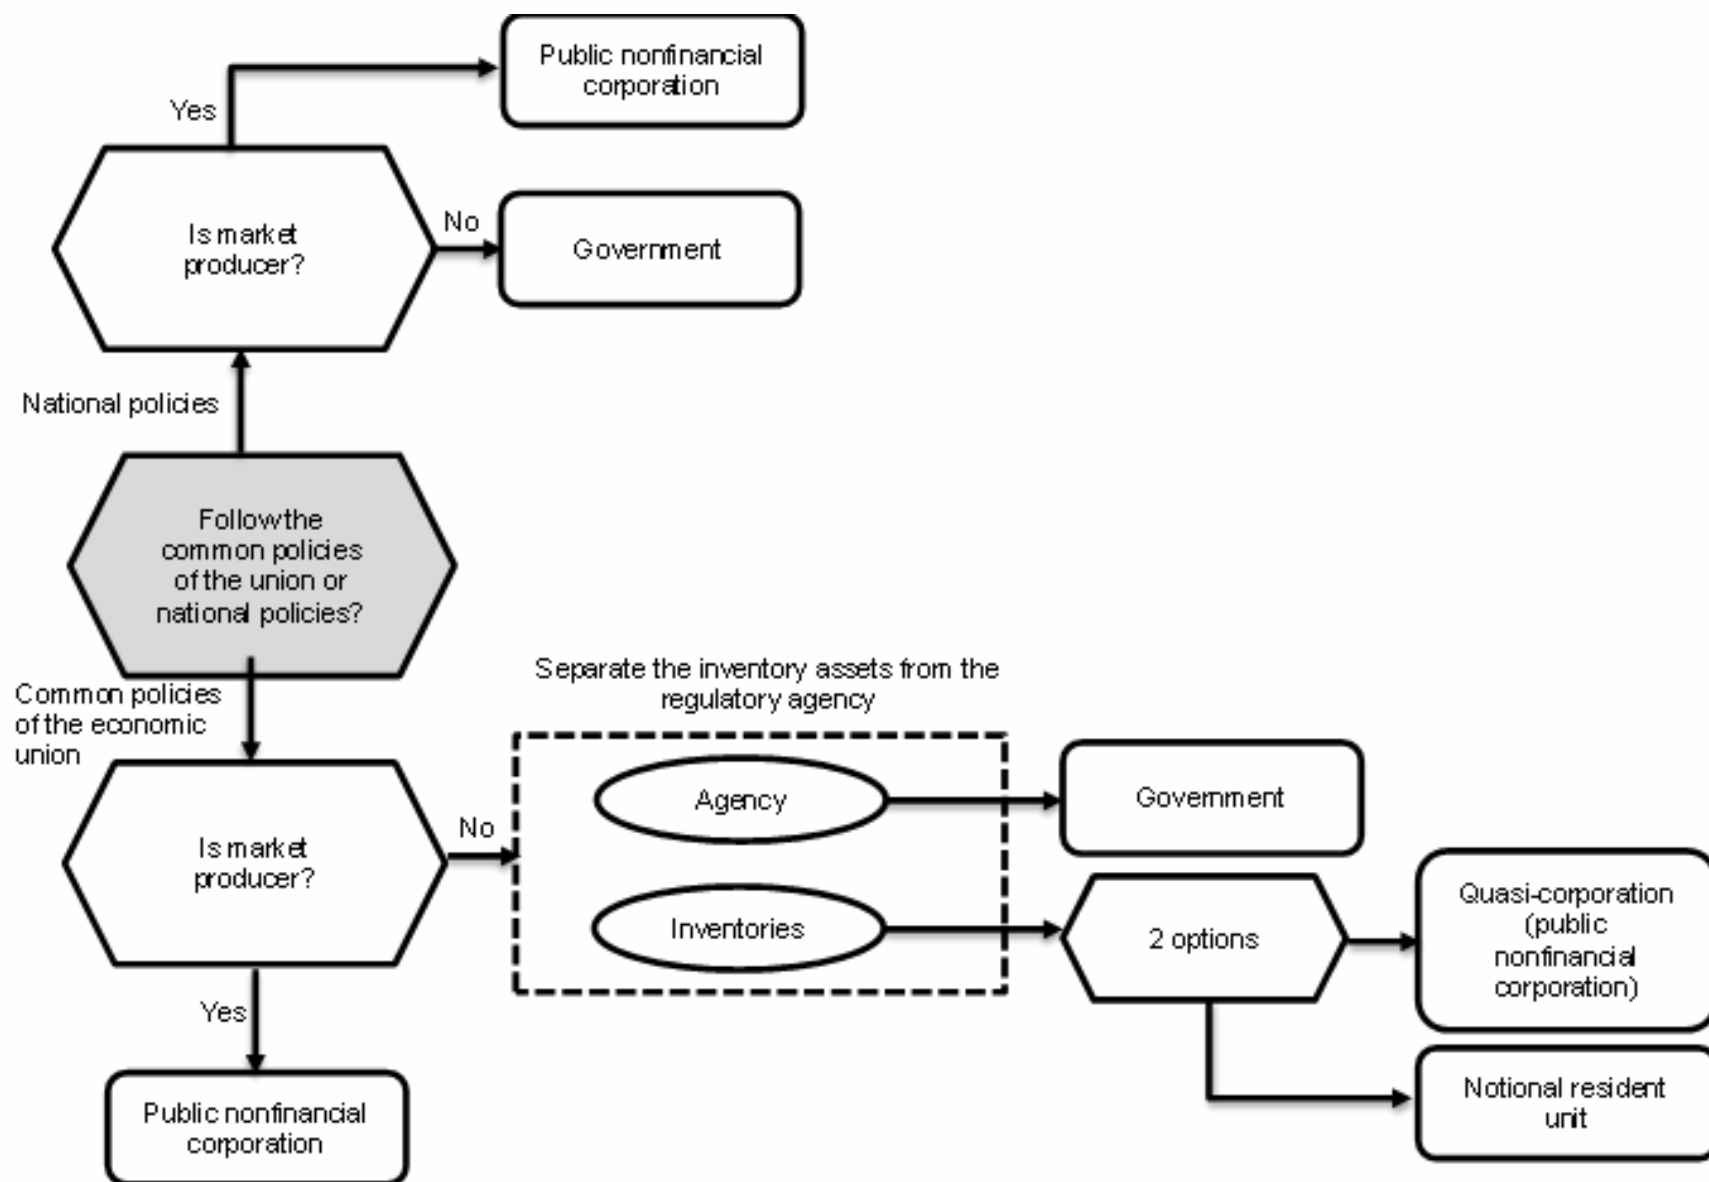 Public nonfinancial
corporation
Yes
Is market
producer?
No
Government
National policies
Follow the
common policies
of the union or
national policies?
Common policies
of the economic
union
Separate the inventory assets from the
regulatory agency
Agency
Government
No
Is market
producer?
Inventories
2 options
Quasi-corporation
(public
nonfinancial
corporation)
Yes
Notional resident
unit
Public nonfinancial
corporation